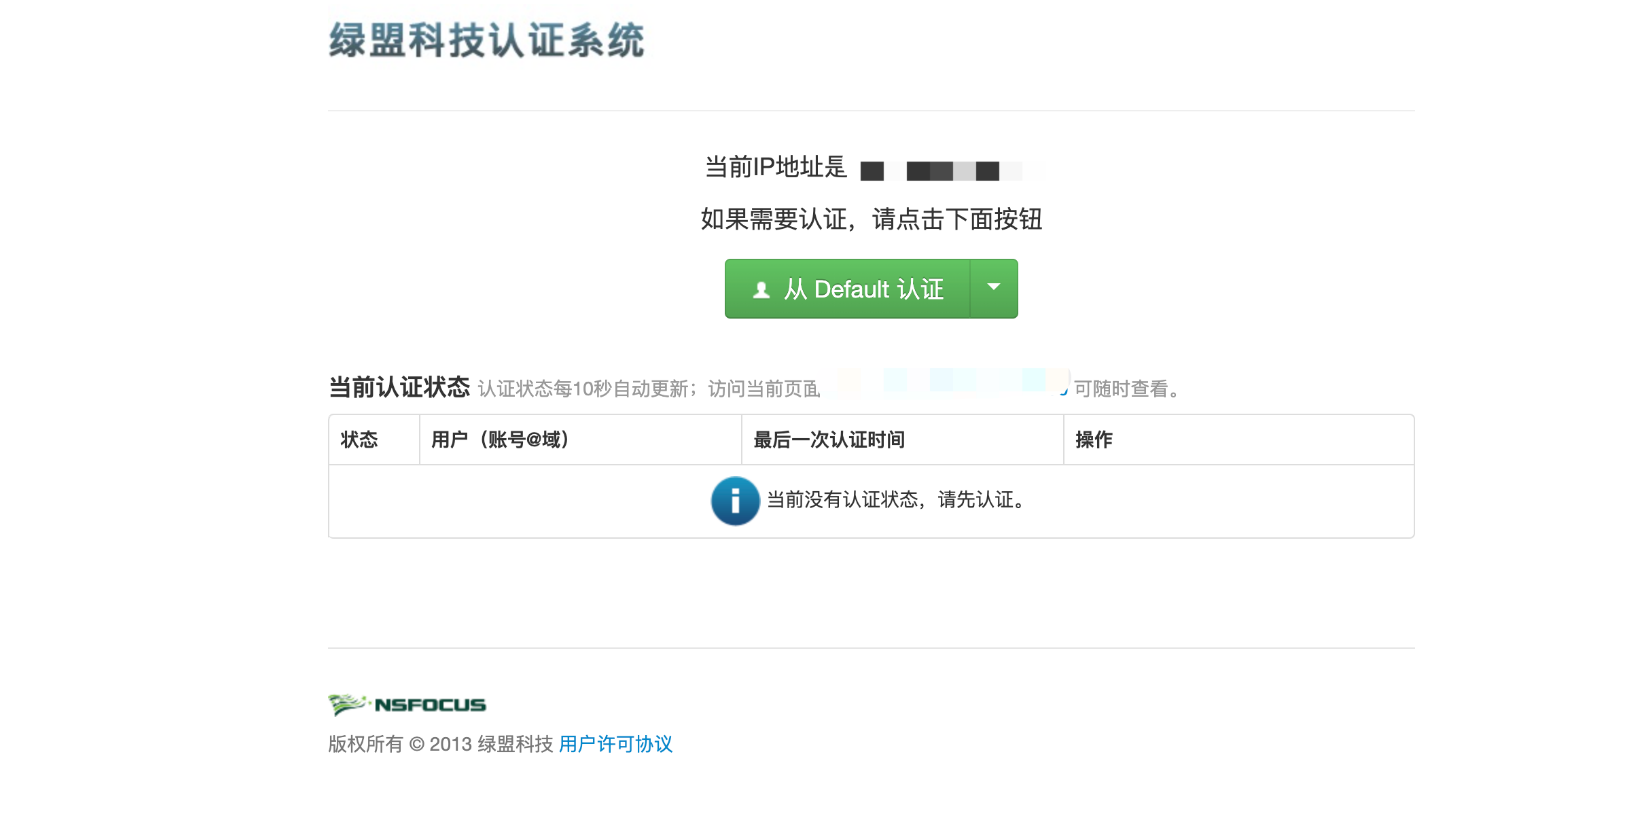 绿盟科技认证系统
当前IP地址是
如果需要认证，请点击下面按钮
从 Default 认证
当前认证状态 认证状态每10秒自动更新；访问当前页面 可随时查看。
状态 用户（账号@域） 最后一次认证时间 操作
当前没有认证状态，请先认证。
NSFOCUS
版权所有 © 2013 绿盟科技 用户许可协议